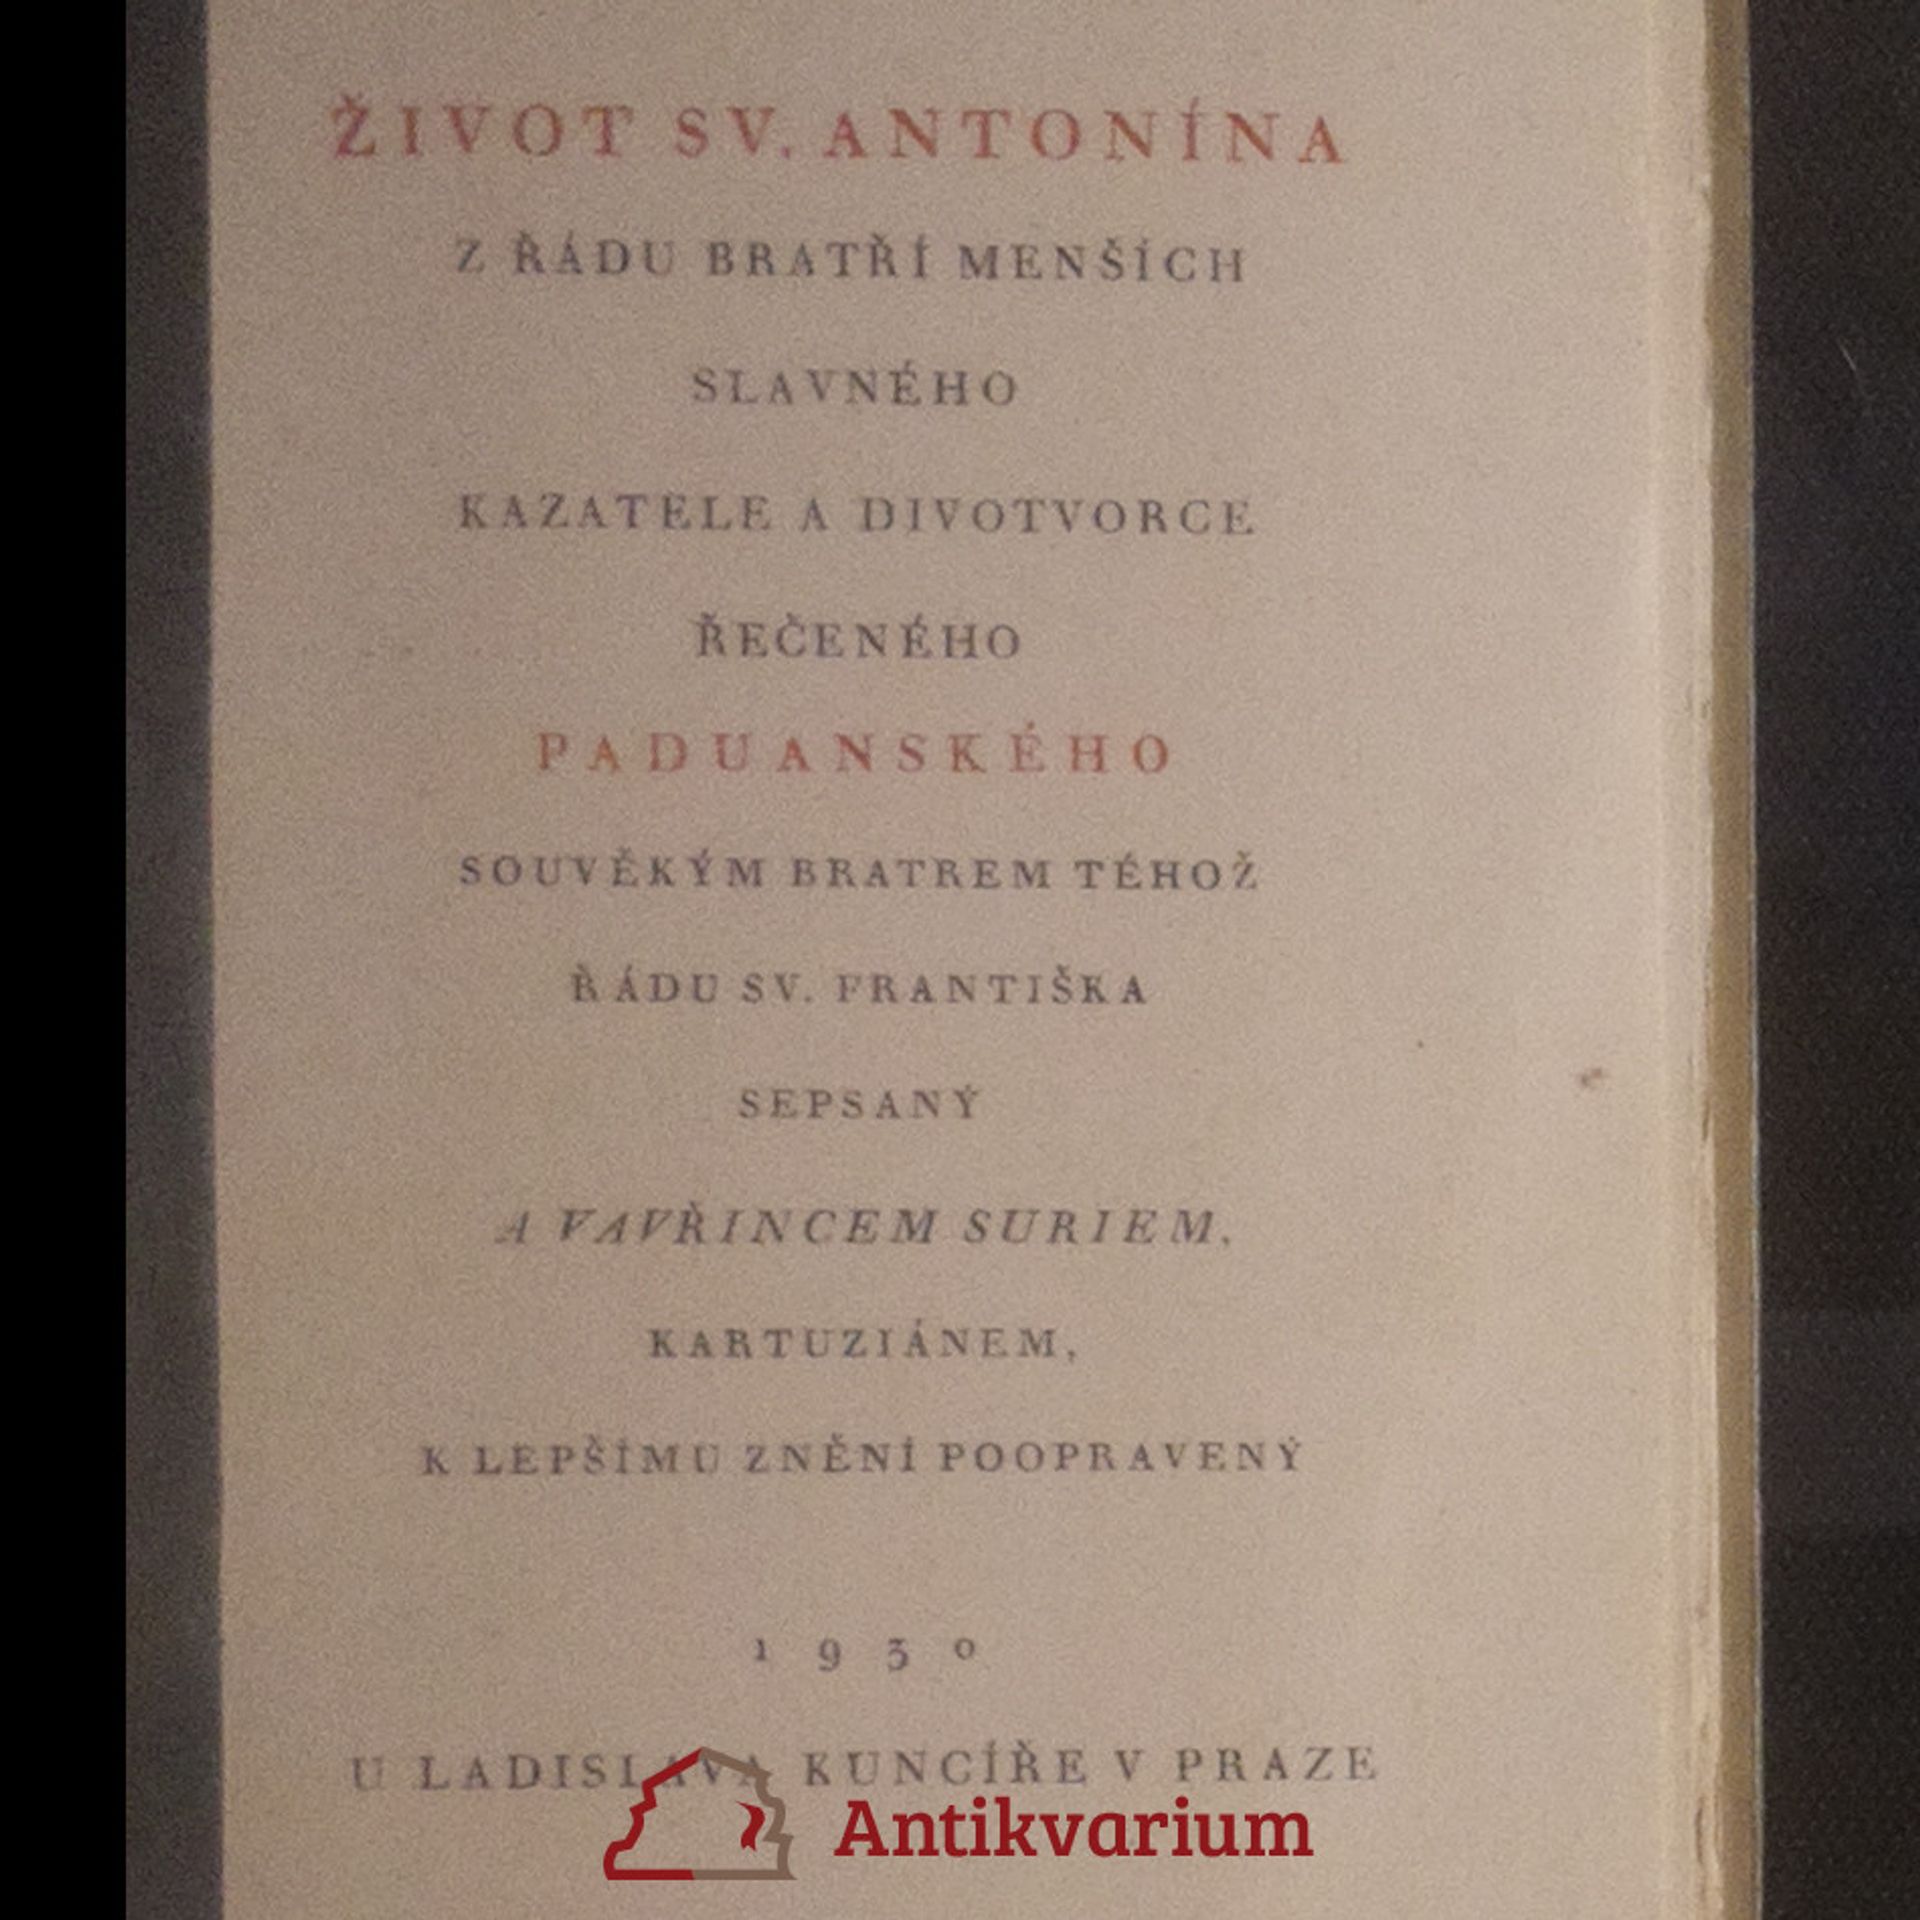 ŽIVOT SV. ANTONÍNA
Z ŘÁDU BRATŘÍ MENŠÍCH
SLAVNÉHO
KAZATELE A DIVOTVORCE
ŘEČENÉHO
PADUANSKÉHO
SOUVĚKÝM BRATREM TÉHOŽ
ŘÁDU SV. FRANTIŠKA
SEPSANÝ
A VAVŘINCEM SURIEM,
KARTUZIÁNEM,
K LEPŠÍMU ZNĚNÍ POOPRAVENÝ
1930
U LADISLAVA KUNCÍŘE V PRAZE
Antikvarium